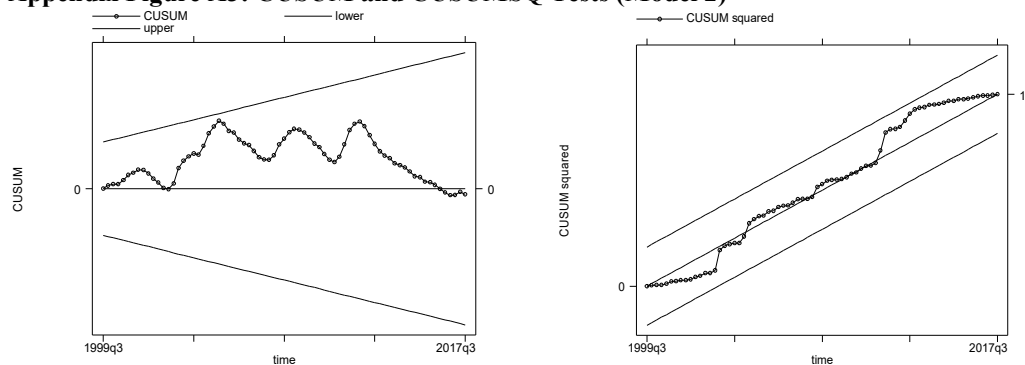 Appendix Figure A3: CUSUM and CUSUMSQ Tests (Model 2)
CUSUM lower
upper
CUSUM
0
0
1999q3 2017q3
time
CUSUM squared
CUSUM squared
1
0
1999q3 2017q3
time